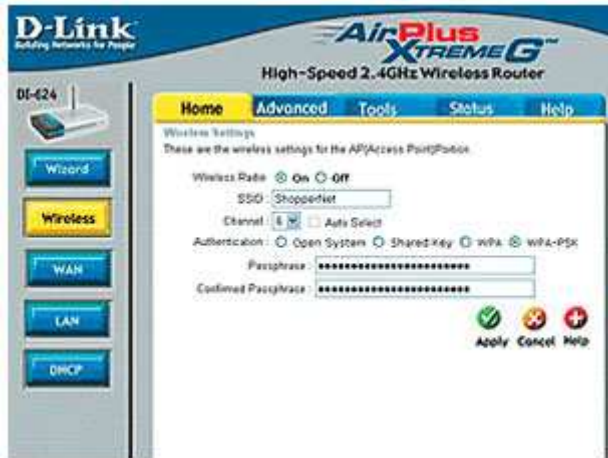 D-Link
Building Networks for People
AirPlus
XTREME G™
High-Speed 2.4GHz Wireless Router
DI-624
Home Advanced Tools Status Help
Wireless Settings
These are the wireless settings for the AP(Access Point)Portion.
Wireless Radio : On Off
SSID : ShopperNet
Channel : 6 Auto Select
Authentication : Open System Shared Key WPA WPA-PSK
Passphrase : ************************
Confirmed Passphrase : ************************
Apply Cancel Help
Wizard
Wireless
WAN
LAN
DHCP